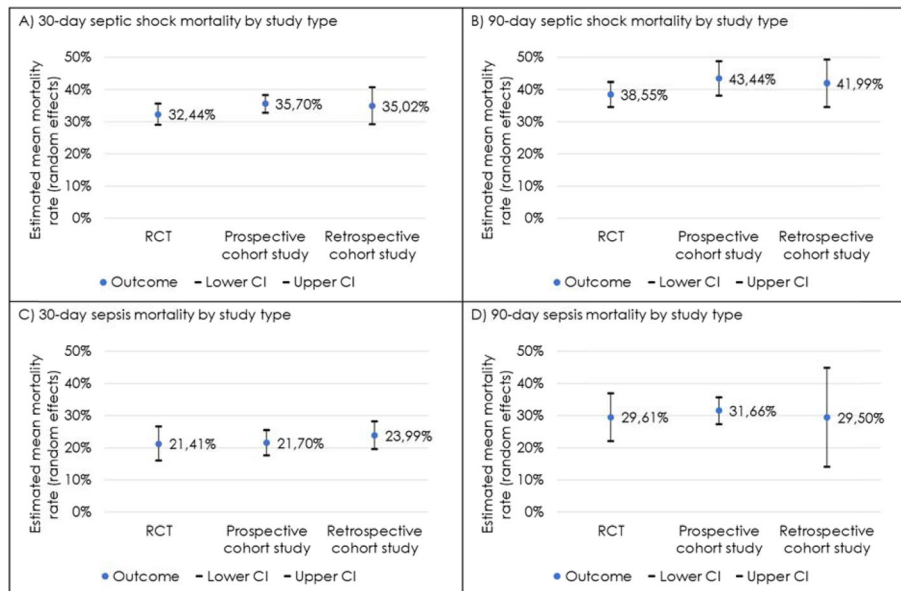 A) 30-day septic shock mortality by study type
Estimated mean mortality
rate (random effects)
50%
40%
30%
20%
10%
0%
32,44%
35,70%
35,02%
RCT
Prospective
cohort study
Retrospective
cohort study
Outcome
Lower CI
Upper CI
B) 90-day septic shock mortality by study type
Estimated mean mortality
rate (random effects)
50%
40%
30%
20%
10%
0%
38,55%
43,44%
41,99%
RCT
Prospective
cohort study
Retrospective
cohort study
Outcome
Lower CI
Upper CI
C) 30-day sepsis mortality by study type
Estimated mean mortality
rate (random effects)
50%
40%
30%
20%
10%
0%
21,41%
21,70%
23,99%
RCT
Prospective
cohort study
Retrospective
cohort study
Outcome
Lower CI
Upper CI
D) 90-day sepsis mortality by study type
Estimated mean mortality
rate (random effects)
50%
40%
30%
20%
10%
0%
29,61%
31,66%
29,50%
RCT
Prospective
cohort study
Retrospective
cohort study
Outcome
Lower CI
Upper CI